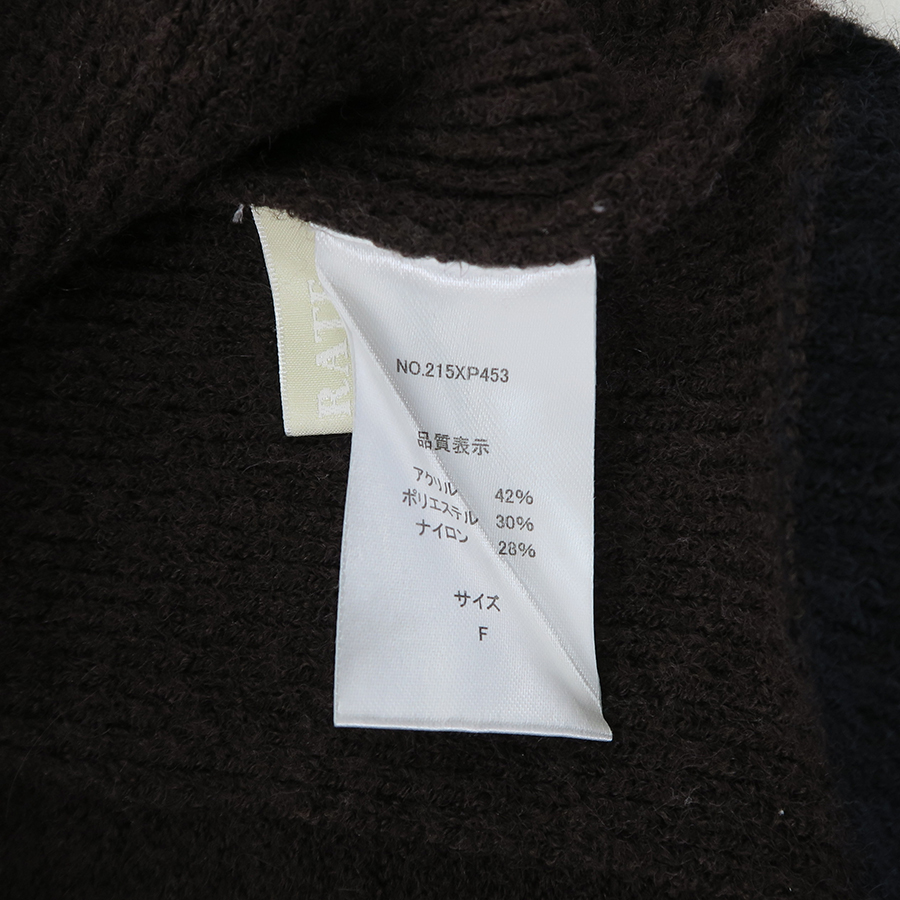 NO.215XP453
品質表示
アクリル 42%
ポリエステル 30%
ナイロン 28%
サイズ
F